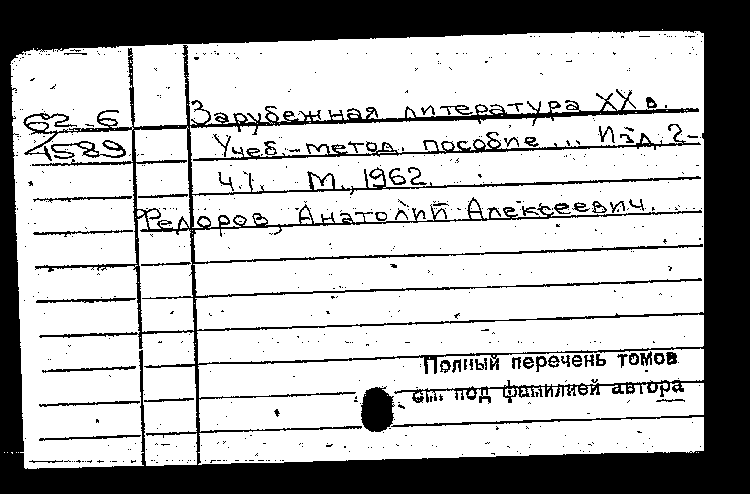 62-6 Зарубежная литература XX в.
4589 Учеб.-метод. пособие ... Изд. 2-
Ч.1. М., 1962.
Федоров, Анатолий Алексеевич.
Полный перечень томов
см. под фамилией автора